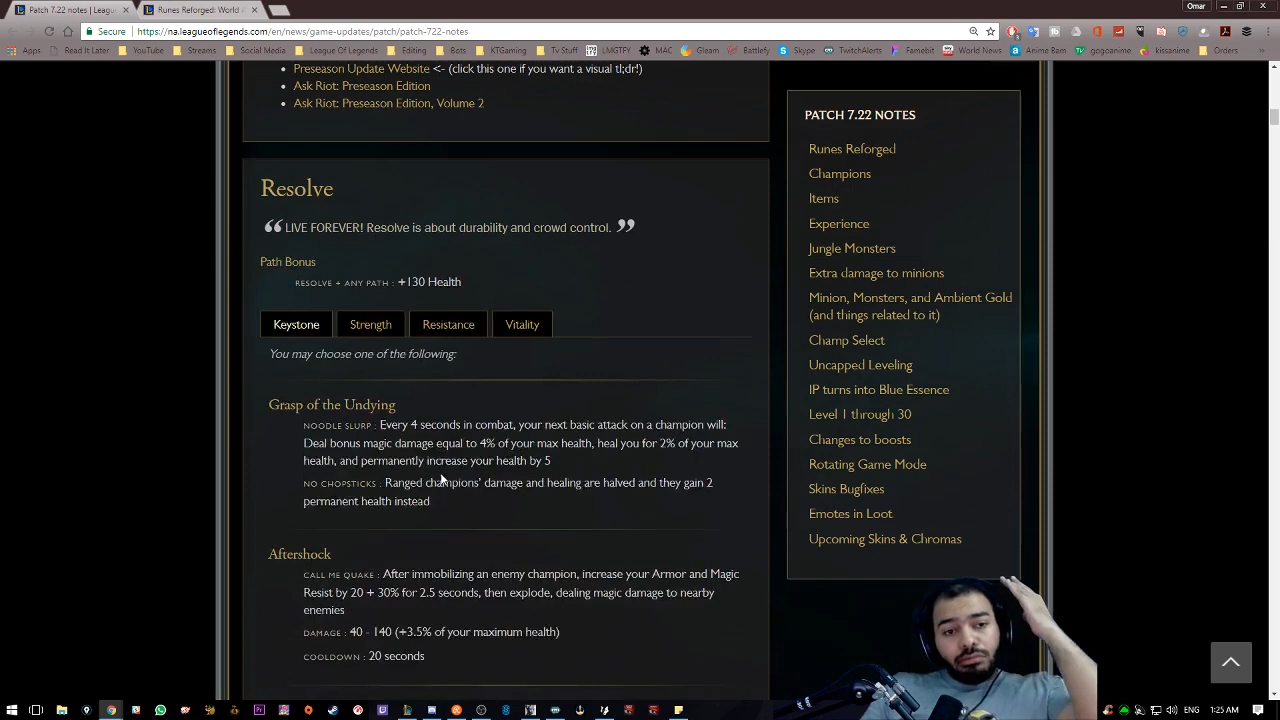 Patch 7.22 notes | Leagu
Runes Reforged: World
Omar
Secure
https://na.leagueoflegends.com/en/news/game-updates/patch/patch-722-notes
Apps
Read It Later
YouTube
Streams
Social Media
League Of Legends
Editing
Bots
KTGaming
Tv Stuff
LMGTFY
MAC
Gleam
Battlefy
Skype
TwitchAlerts
Famebit
World News
Anime Bam
gogoanime
kissanime
Orders
• Preseason Update Website <- (click this one if you want a visual tl;dr!)
• Ask Riot: Preseason Edition
• Ask Riot: Preseason Edition, Volume 2
Resolve
“ LIVE FOREVER! Resolve is about durability and crowd control. ”
Path Bonus
RESOLVE + ANY PATH : +130 Health
Keystone
Strength
Resistance
Vitality
You may choose one of the following:
Grasp of the Undying
NOODLE SLURP : Every 4 seconds in combat, your next basic attack on a champion will:
Deal bonus magic damage equal to 4% of your max health, heal you for 2% of your max
health, and permanently increase your health by 5
NO CHOPSTICKS : Ranged champions' damage and healing are halved and they gain 2
permanent health instead
Aftershock
CALL ME QUAKE : After immobilizing an enemy champion, increase your Armor and Magic
Resist by 20 + 30% for 2.5 seconds, then explode, dealing magic damage to nearby
enemies
DAMAGE : 40 - 140 (+3.5% of your maximum health)
COOLDOWN : 20 seconds
PATCH 7.22 NOTES
Runes Reforged
Champions
Items
Experience
Jungle Monsters
Extra damage to minions
Minion, Monsters, and Ambient Gold
(and things related to it)
Champ Select
Uncapped Leveling
IP turns into Blue Essence
Level 1 through 30
Changes to boosts
Rotating Game Mode
Skins Bugfixes
Emotes in Loot
Upcoming Skins & Chromas
ENG
1:25 AM